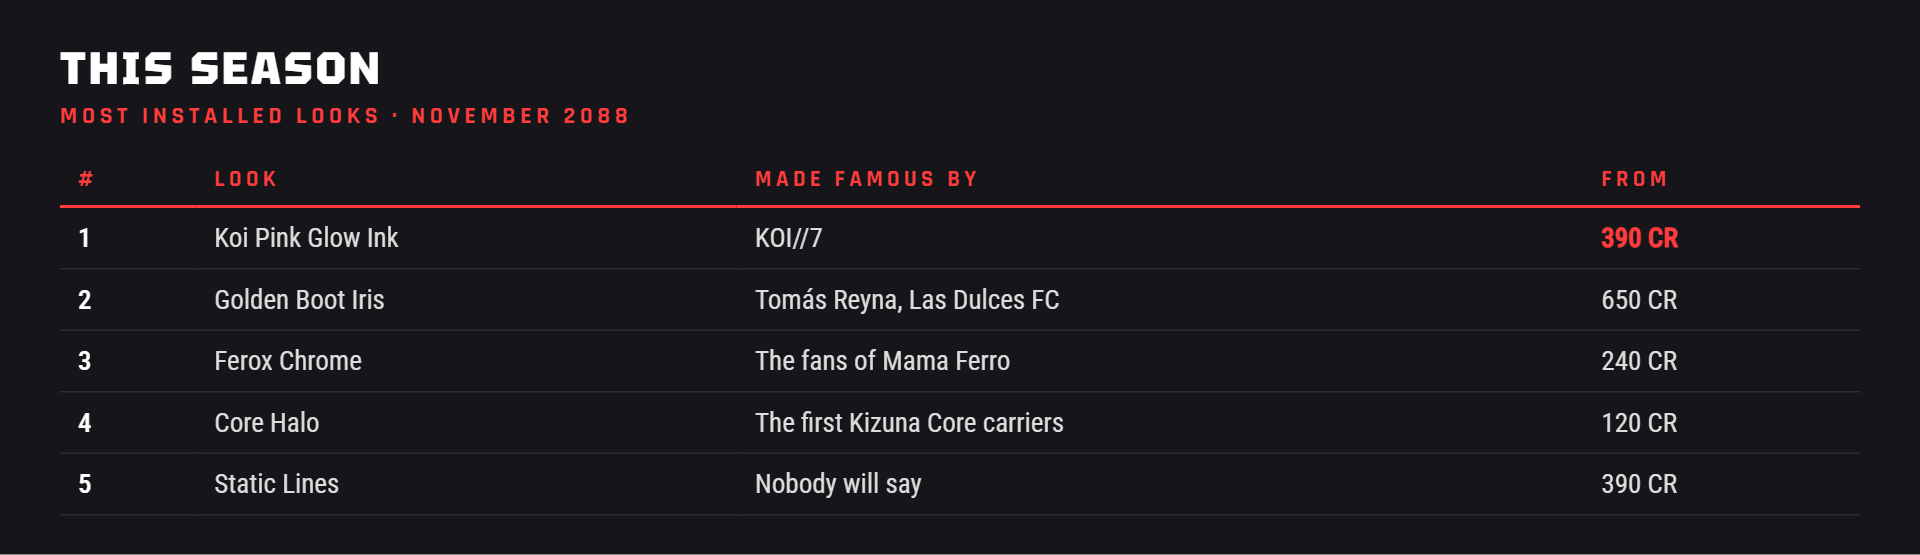 THIS SEASON
MOST INSTALLED LOOKS · NOVEMBER 2088
# LOOK MADE FAMOUS BY FROM
1 Koi Pink Glow Ink KOI//7 390 CR
2 Golden Boot Iris Tomás Reyna, Las Dulces FC 650 CR
3 Ferox Chrome The fans of Mama Ferro 240 CR
4 Core Halo The first Kizuna Core carriers 120 CR
5 Static Lines Nobody will say 390 CR